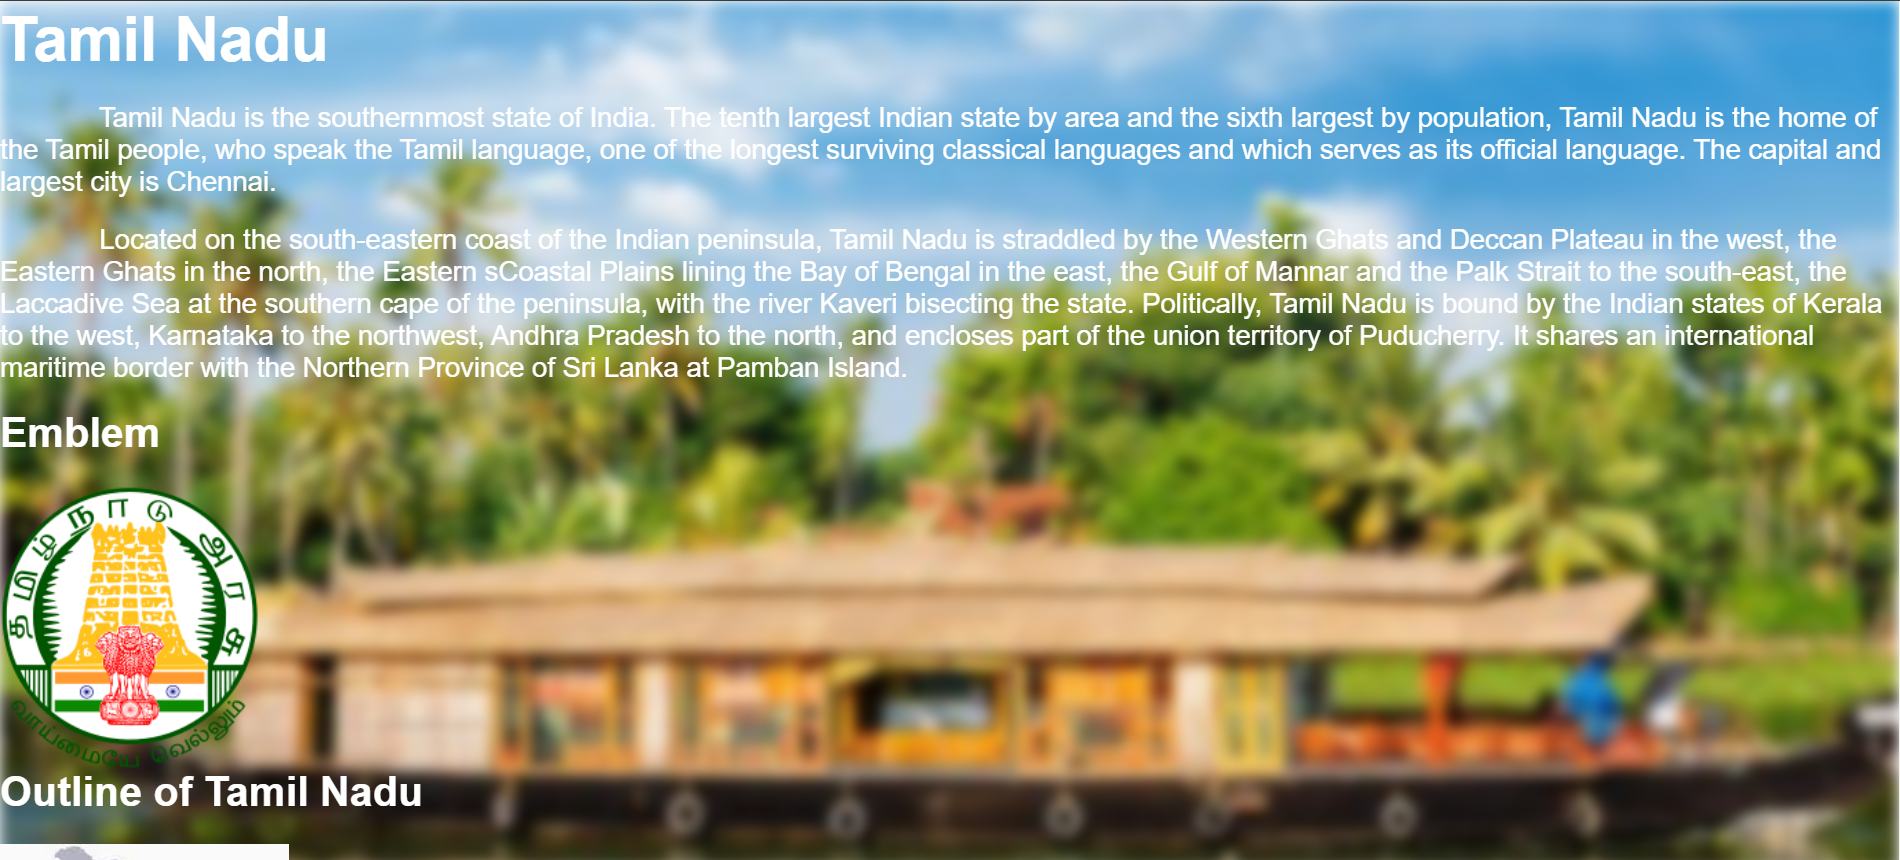 Tamil Nadu
Tamil Nadu is the southernmost state of India. The tenth largest Indian state by area and the sixth largest by population, Tamil Nadu is the home of
the Tamil people, who speak the Tamil language, one of the longest surviving classical languages and which serves as its official language. The capital and
largest city is Chennai.
Located on the south-eastern coast of the Indian peninsula, Tamil Nadu is straddled by the Western Ghats and Deccan Plateau in the west, the
Eastern Ghats in the north, the Eastern sCoastal Plains lining the Bay of Bengal in the east, the Gulf of Mannar and the Palk Strait to the south-east, the
Laccadive Sea at the southern cape of the peninsula, with the river Kaveri bisecting the state. Politically, Tamil Nadu is bound by the Indian states of Kerala
to the west, Karnataka to the northwest, Andhra Pradesh to the north, and encloses part of the union territory of Puducherry. It shares an international
maritime border with the Northern Province of Sri Lanka at Pamban Island.
Emblem
தமிழ்நாடு அரசு
வாய்மையே வெல்லும்
Outline of Tamil Nadu